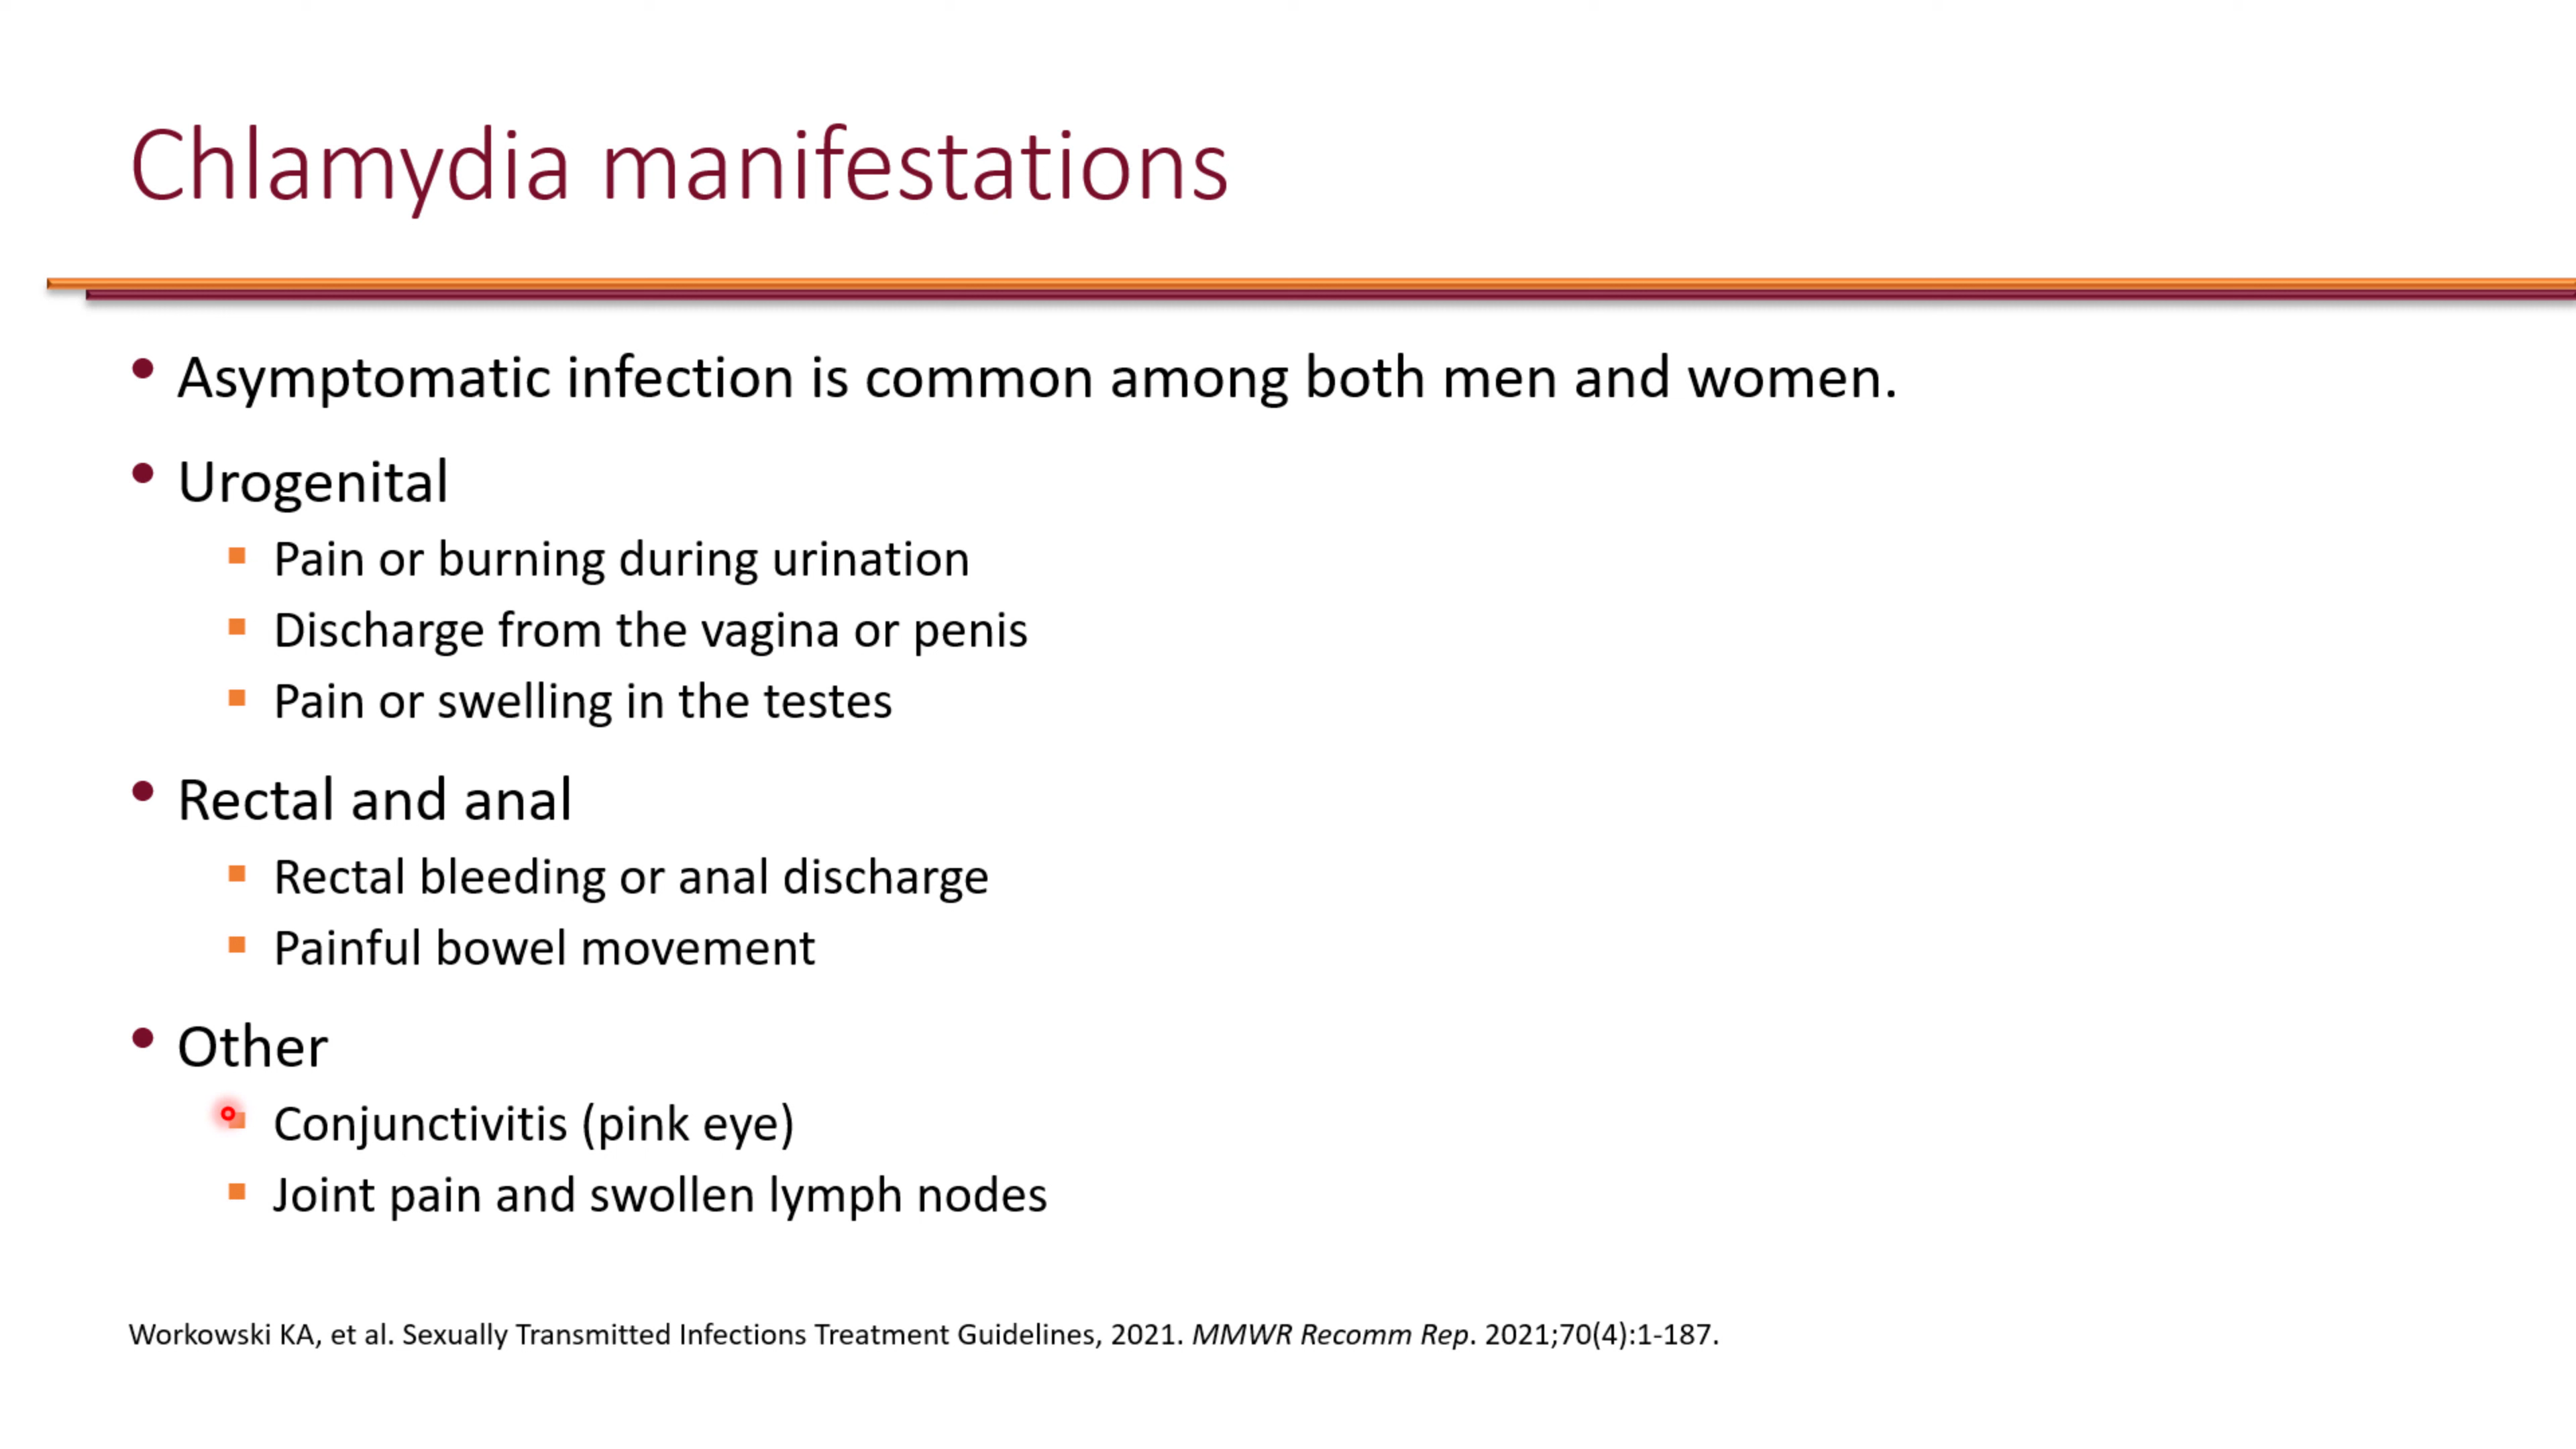 Chlamydia manifestations
• Asymptomatic infection is common among both men and women.
• Urogenital
▪ Pain or burning during urination
▪ Discharge from the vagina or penis
▪ Pain or swelling in the testes
• Rectal and anal
▪ Rectal bleeding or anal discharge
▪ Painful bowel movement
• Other
▪ Conjunctivitis (pink eye)
▪ Joint pain and swollen lymph nodes
Workowski KA, et al. Sexually Transmitted Infections Treatment Guidelines, 2021. MMWR Recomm Rep. 2021;70(4):1-187.